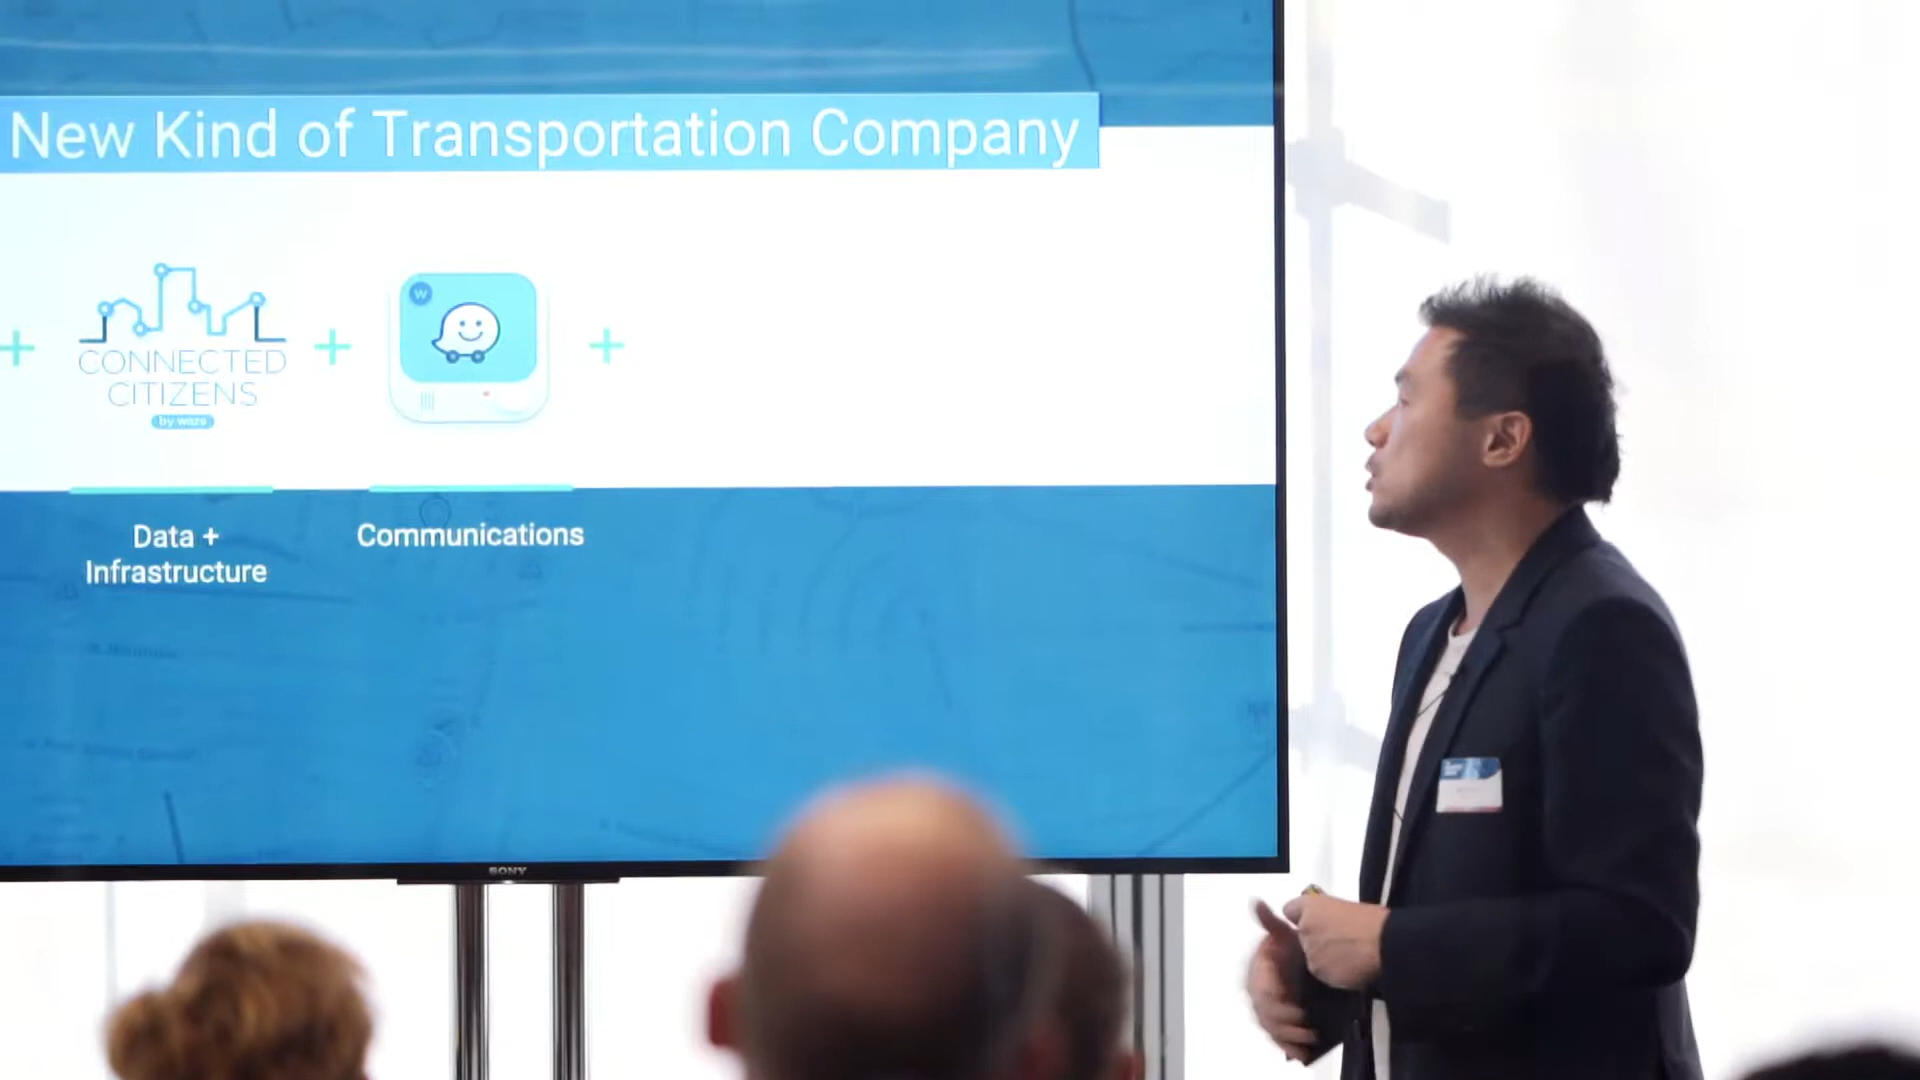 New Kind of Transportation Company
+
CONNECTED
CITIZENS
by waze
+
W
+
Data +
Infrastructure
Communications
SONY